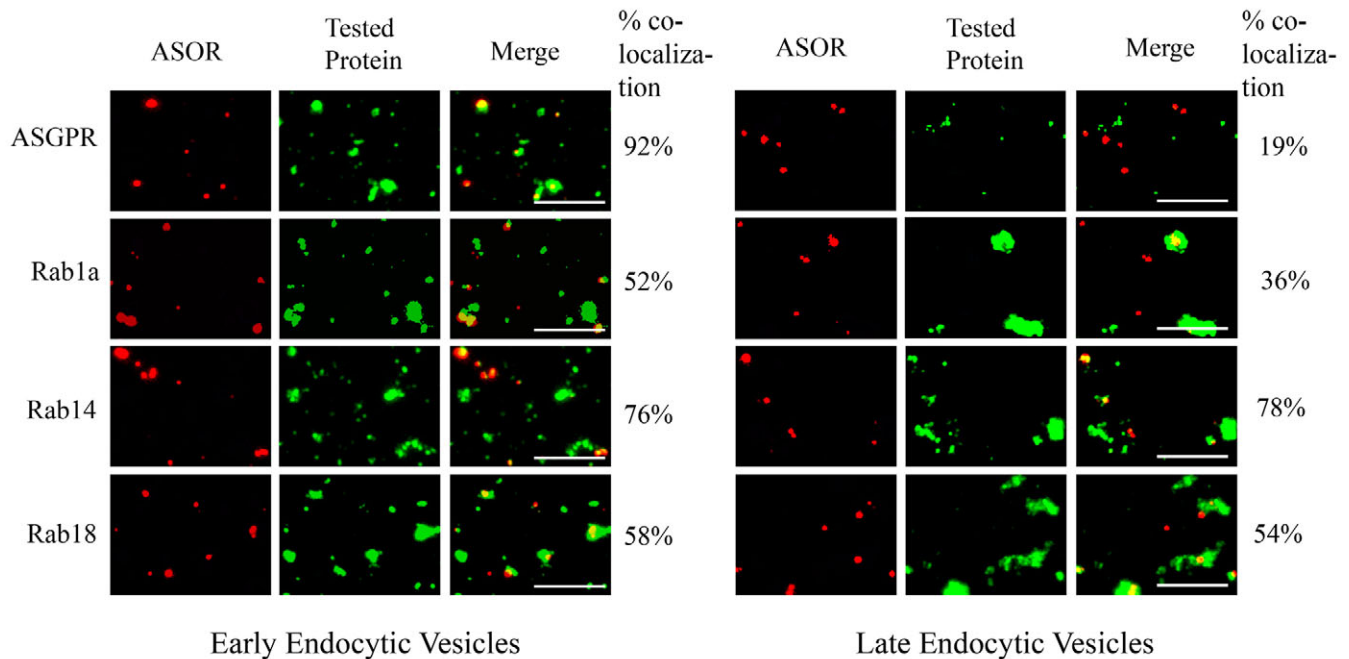 ASOR
Tested
Protein
Merge
% co-
localiza-
tion
ASOR
Tested
Protein
Merge
% co-
localiza-
tion
ASGPR
92%
19%
Rab1a
52%
36%
Rab14
76%
78%
Rab18
58%
54%
Early Endocytic Vesicles
Late Endocytic Vesicles